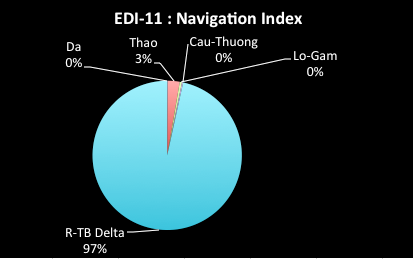 EDI-11 : Navigation Index
Da
0%
Thao
3%
Cau-Thuong
0%
Lo-Gam
0%
R-TB Delta
97%